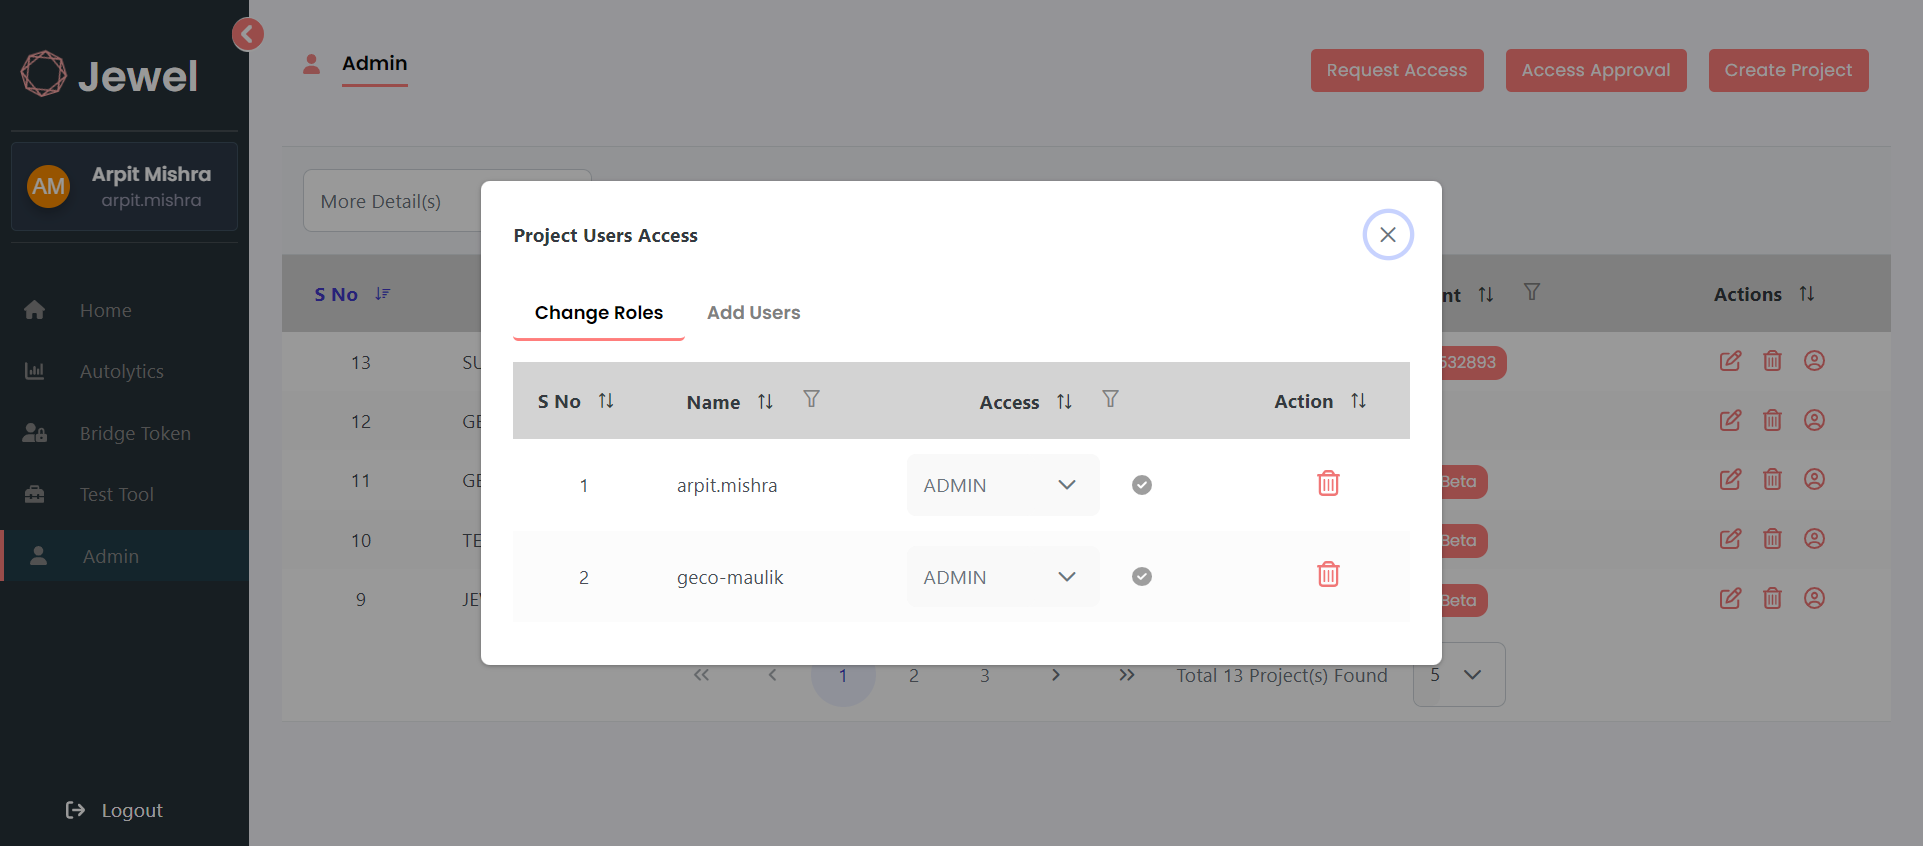 Jewel
AM
Arpit Mishra
arpit.mishra
Home
Autolytics
Bridge Token
Test Tool
Admin
Logout
Admin
Request Access
Access Approval
Create Project
More Detail(s)
S No
nt
Actions
13
SU
532893
12
GE
11
GE
Beta
10
TE
Beta
9
JEW
Beta
Project Users Access
Change Roles
Add Users
S No
Name
Access
Action
1
arpit.mishra
ADMIN
2
geco-maulik
ADMIN
1
2
3
Total 13 Project(s) Found
5